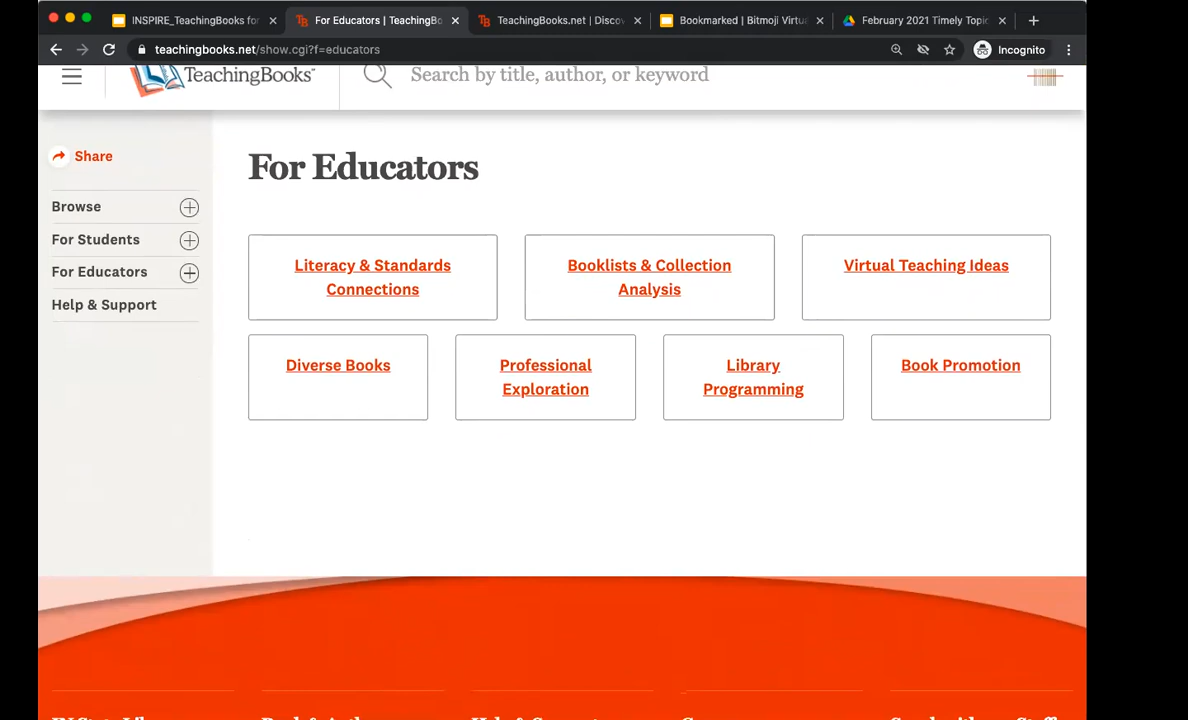 INSPIRE_TeachingBooks for
For Educators | TeachingBo
TeachingBooks.net | Discov
Bookmarked | Bitmoji Virtu
February 2021 Timely Topic
teachingbooks.net/show.cgi?f=educators
Incognito
TeachingBooks
Search by title, author, or keyword
Share
Browse
For Students
For Educators
Help & Support
For Educators
Literacy & Standards
Connections
Booklists & Collection
Analysis
Virtual Teaching Ideas
Diverse Books
Professional
Exploration
Library
Programming
Book Promotion